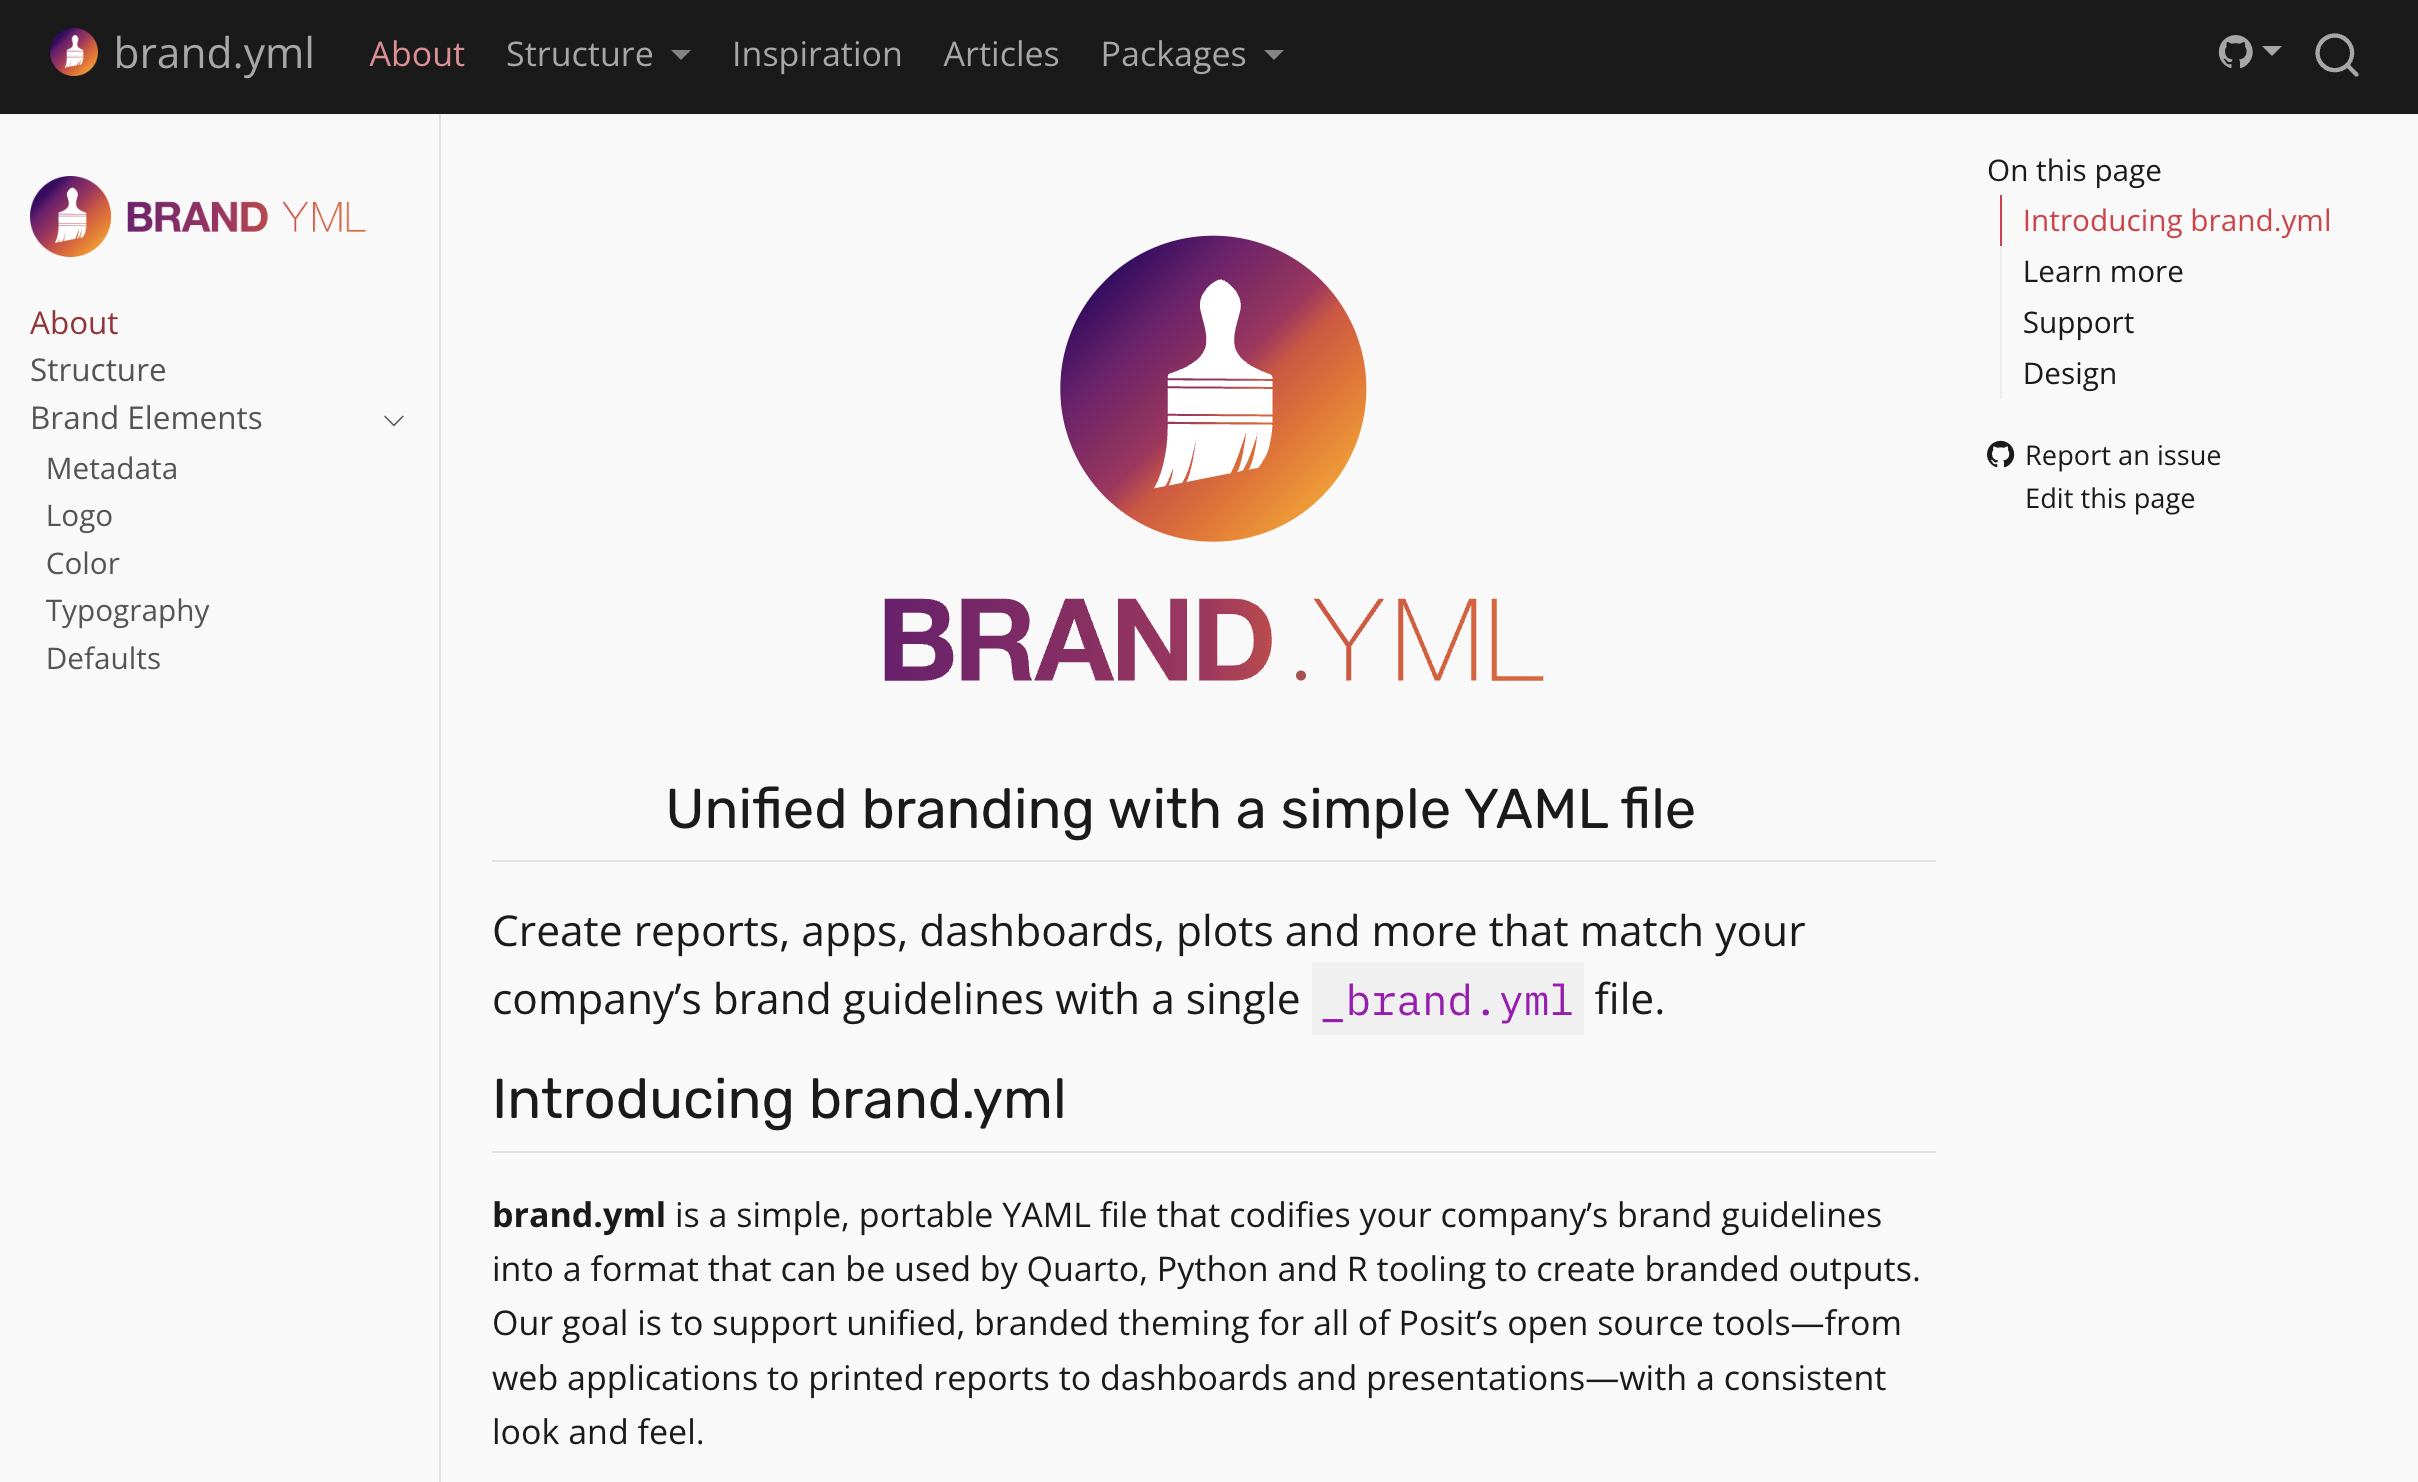 brand.yml About Structure Inspiration Articles Packages
BRAND YML
About
Structure
Brand Elements
Metadata
Logo
Color
Typography
Defaults
BRAND.YML
Unified branding with a simple YAML file
Create reports, apps, dashboards, plots and more that match your
company’s brand guidelines with a single _brand.yml file.
Introducing brand.yml
brand.yml is a simple, portable YAML file that codifies your company’s brand guidelines
into a format that can be used by Quarto, Python and R tooling to create branded outputs.
Our goal is to support unified, branded theming for all of Posit’s open source tools—from
web applications to printed reports to dashboards and presentations—with a consistent
look and feel.
On this page
Introducing brand.yml
Learn more
Support
Design
Report an issue
Edit this page